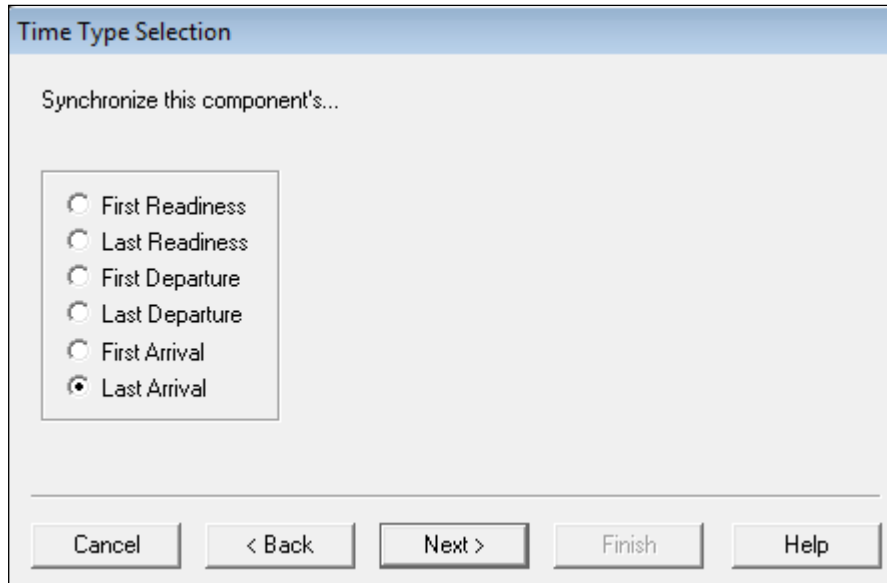 Time Type Selection
Synchronize this component's...
First Readiness
Last Readiness
First Departure
Last Departure
First Arrival
Last Arrival
Cancel
< Back
Next >
Finish
Help